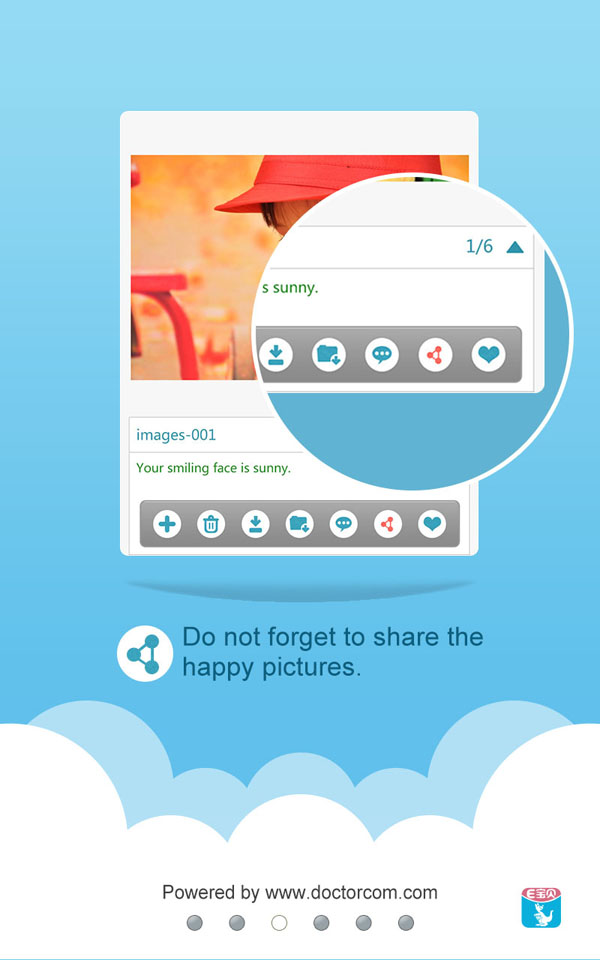 1/6
s sunny.
images-001
Your smiling face is sunny.
Do not forget to share the
happy pictures.
Powered by www.doctorcom.com
E宝贝